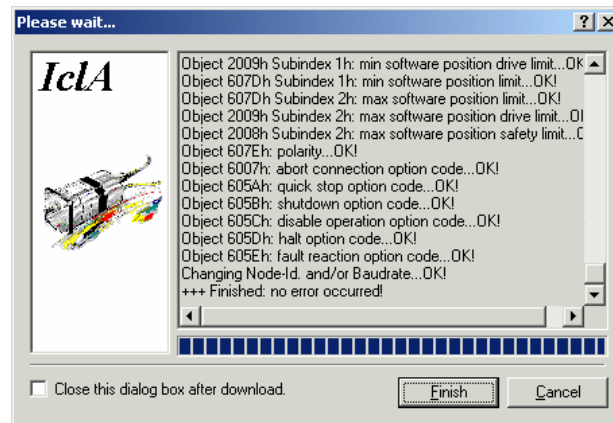 Please wait...
IclA
Object 2009h Subindex 1h: min software position drive limit...OK
Object 607Dh Subindex 1h: min software position limit...OK!
Object 607Dh Subindex 2h: max software position limit...OK!
Object 2009h Subindex 2h: max software position drive limit...O
Object 2008h Subindex 2h: max software position safety limit...
Object 607Eh: polarity...OK!
Object 6007h: abort connection option code...OK!
Object 605Ah: quick stop option code...OK!
Object 605Bh: shutdown option code...OK!
Object 605Ch: disable operation option code...OK!
Object 605Dh: halt option code...OK!
Object 605Eh: fault reaction option code...OK!
Changing Node-Id. and/or Baudrate...OK!
+++ Finished: no error occurred!
Close this dialog box after download.
Finish
Cancel